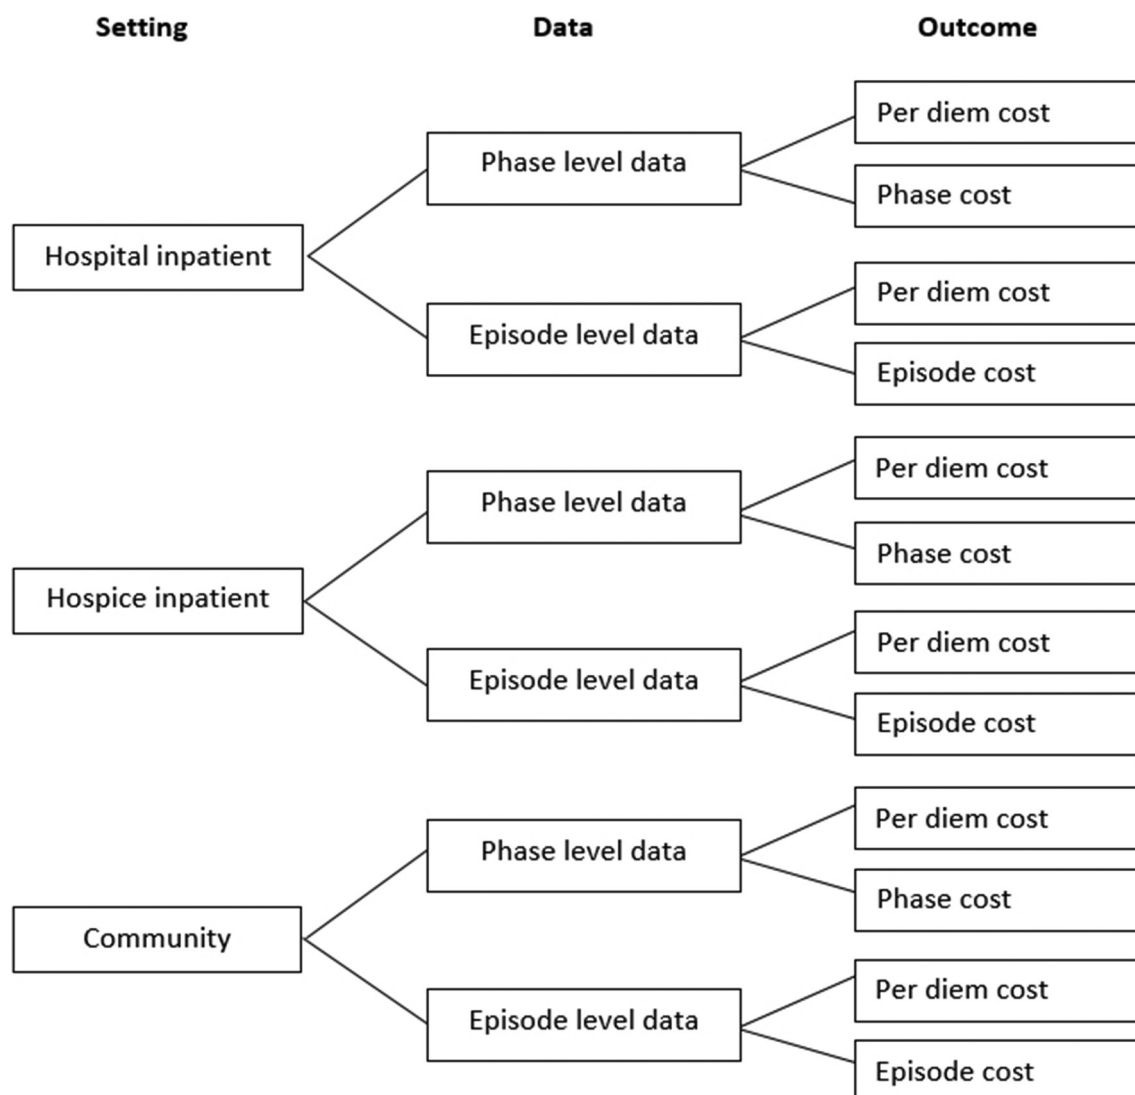 Setting
Data
Outcome
Hospital inpatient
Phase level data
Per diem cost
Phase cost
Episode level data
Per diem cost
Episode cost
Hospice inpatient
Phase level data
Per diem cost
Phase cost
Episode level data
Per diem cost
Episode cost
Community
Phase level data
Per diem cost
Phase cost
Episode level data
Per diem cost
Episode cost